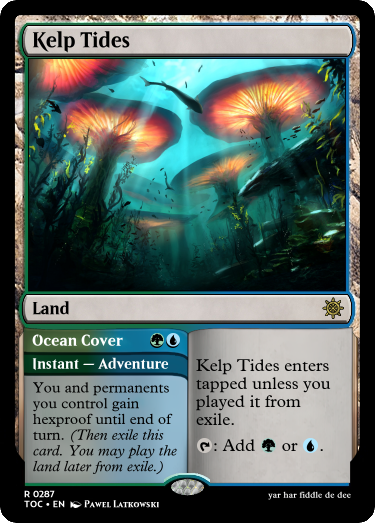 Kelp Tides
Land
Ocean Cover
Instant — Adventure
You and permanents
you control gain
hexproof until end of
turn. (Then exile this
card. You may play the
land later from exile.)
Kelp Tides enters
tapped unless you
played it from
exile.
: Add or .
R 0287
TOC • EN Paweł Latkowski
yar har fiddle de dee